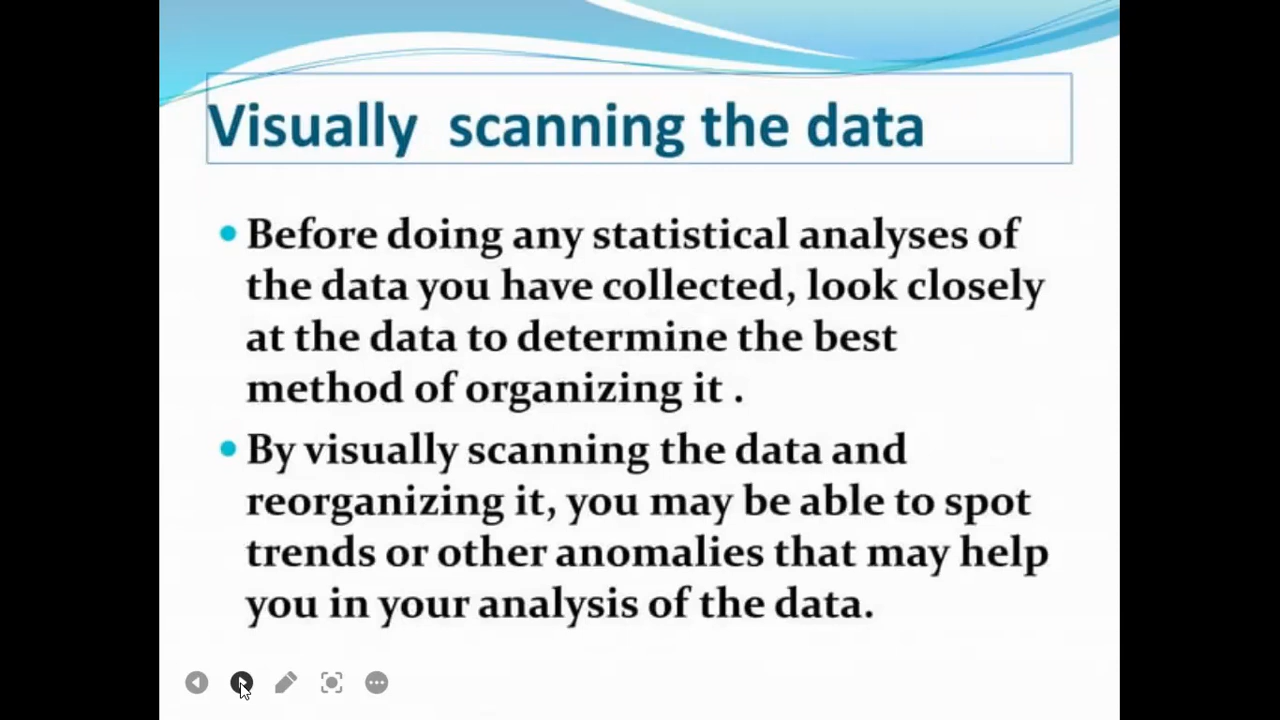 Visually  scanning the data
• Before doing any statistical analyses of
the data you have collected, look closely
at the data to determine the best
method of organizing it .
• By visually scanning the data and
reorganizing it, you may be able to spot
trends or other anomalies that may help
you in your analysis of the data.